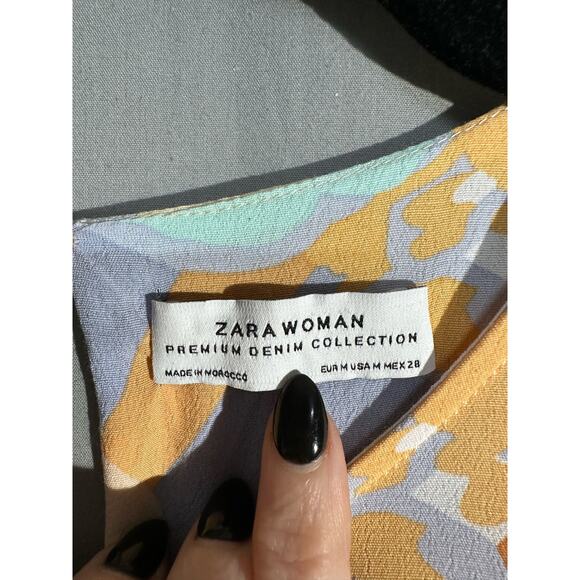 ZARA WOMAN
PREMIUM DENIM COLLECTION
MADE IN MOROCCO EUR M USA M MEX 28